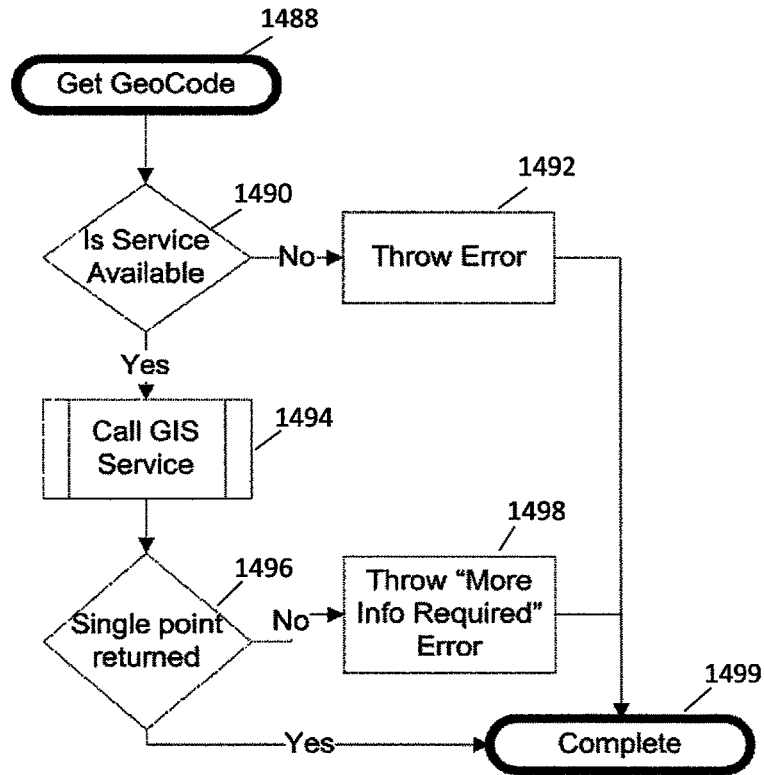 1488
Get GeoCode
1490
Is Service
Available
No
1492
Throw Error
Yes
Call GIS
Service
1494
1496
Single point
returned
No
1498
Throw “More
Info Required”
Error
Yes
1499
Complete